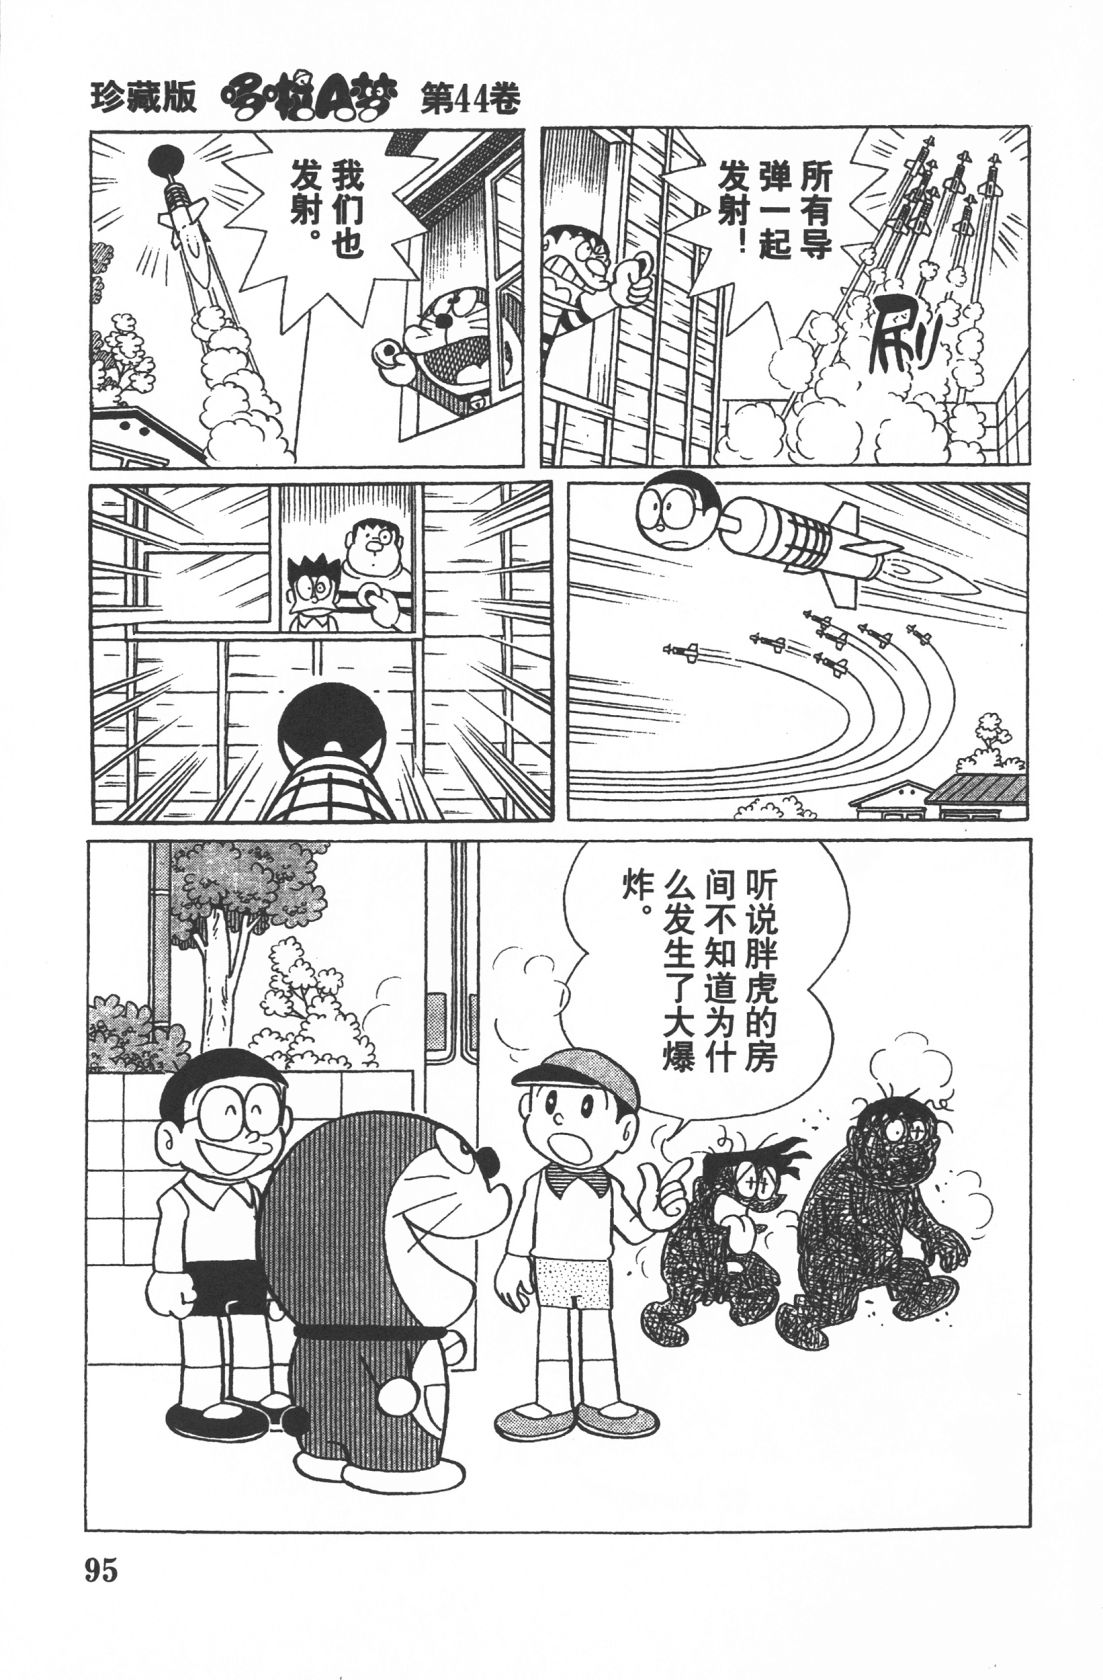 珍藏版 哆啦A梦 第44卷
所有导
弹一起
发射！
刷
我们也
发射。
听说胖虎的房
间不知道为什
么发生了大爆
炸。
95